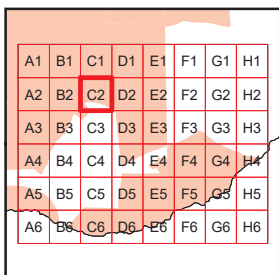 A1 B1 C1 D1 E1 F1 G1 H1
A2 B2 C2 D2 E2 F2 G2 H2
A3 B3 C3 D3 E3 F3 G3 H3
A4 B4 C4 D4 E4 F4 G4 H4
A5 B5 C5 D5 E5 F5 G5 H5
A6 B6 C6 D6 E6 F6 G6 H6